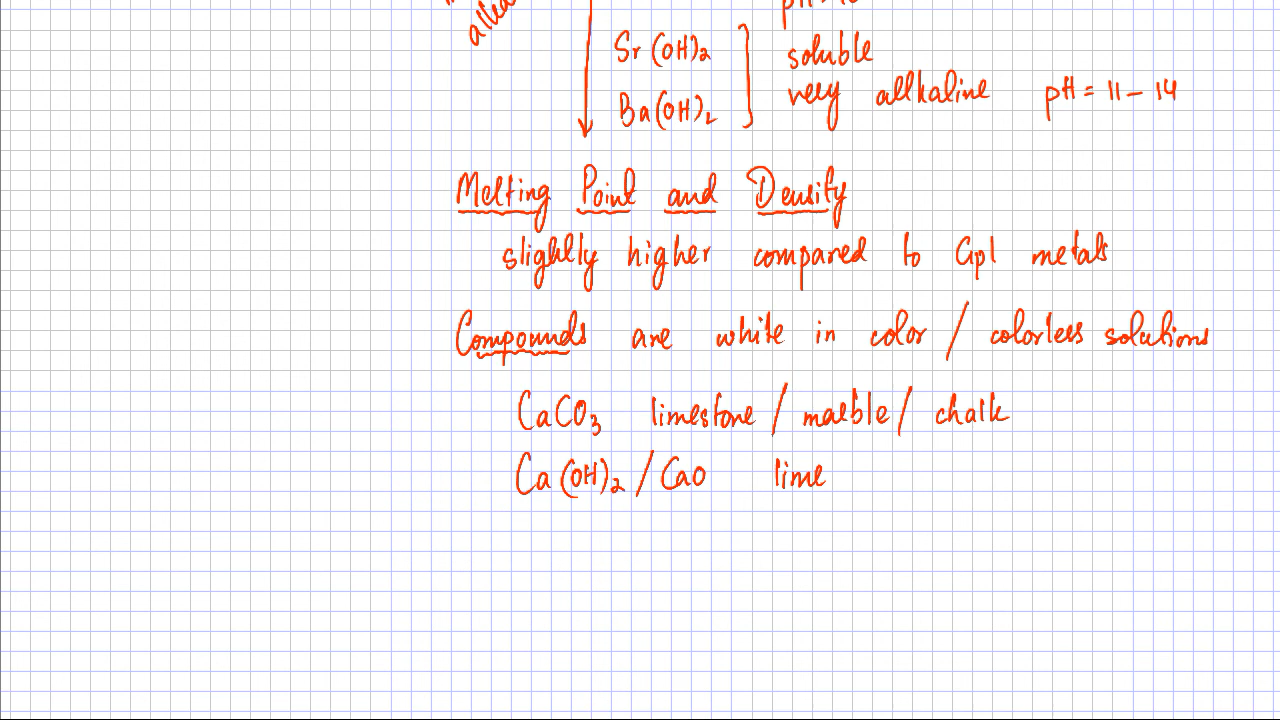 Sr(OH)₂ soluble
Ba(OH)₂ very allkaline pH = 11 – 14
Melting Point and Density
slightly higher compared to Gp1 metals
Compounds are white in color / colorless solutions
CaCO₃ limestone / marble / chalk
Ca(OH)₂ / CaO lime